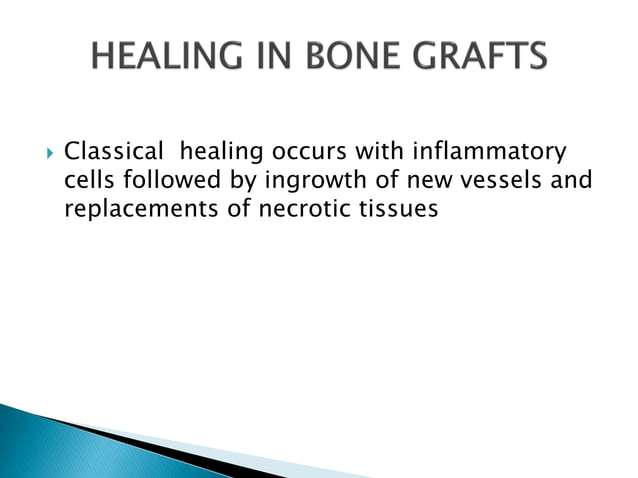 HEALING IN BONE GRAFTS
Classical  healing occurs with inflammatory
cells followed by ingrowth of new vessels and
replacements of necrotic tissues